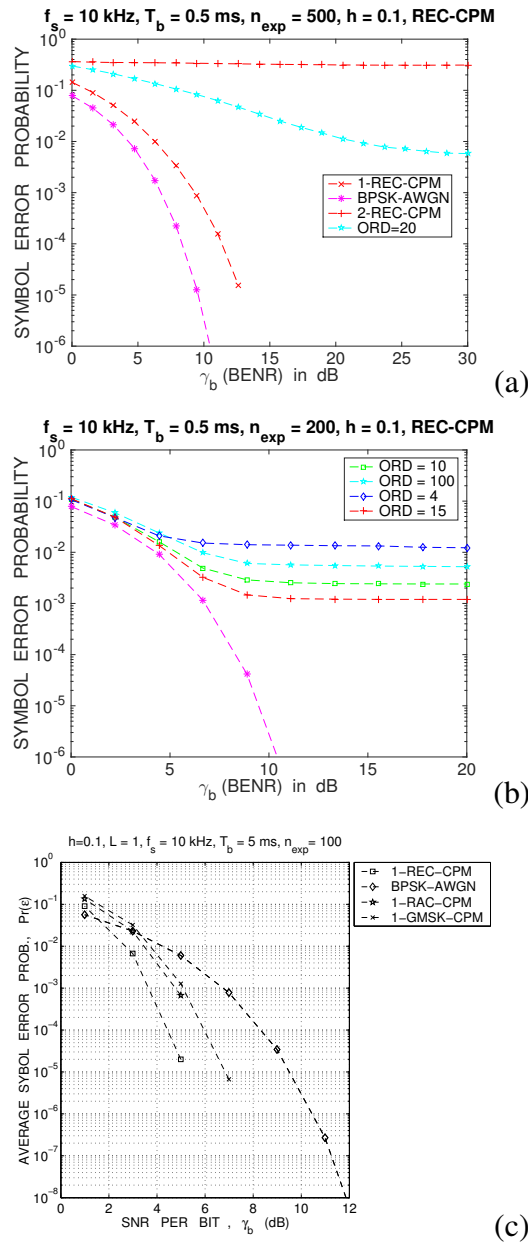 f_s = 10 kHz, T_b = 0.5 ms, n_exp = 500, h = 0.1, REC-CPM
SYMBOL ERROR PROBABILITY
10^0
10^-1
10^-2
10^-3
10^-4
10^-5
10^-6
1-REC-CPM
BPSK-AWGN
2-REC-CPM
ORD=20
0 5 10 15 20 25 30
γ_b (BENR) in dB
(a)
f_s = 10 kHz, T_b = 0.5 ms, n_exp = 200, h = 0.1, REC-CPM
SYMBOL ERROR PROBABILITY
10^0
10^-1
10^-2
10^-3
10^-4
10^-5
10^-6
ORD = 10
ORD = 100
ORD = 4
ORD = 15
0 5 10 15 20
γ_b (BENR) in dB
(b)
h=0.1, L = 1, f_s = 10 kHz, T_b = 5 ms, n_exp = 100
AVERAGE SYBOL ERROR PROB., Pr(ε)
10^0
10^-1
10^-2
10^-3
10^-4
10^-5
10^-6
10^-7
10^-8
1-REC-CPM
BPSK-AWGN
1-RAC-CPM
1-GMSK-CPM
0 2 4 6 8 10 12
SNR PER BIT , γ_b (dB)
(c)